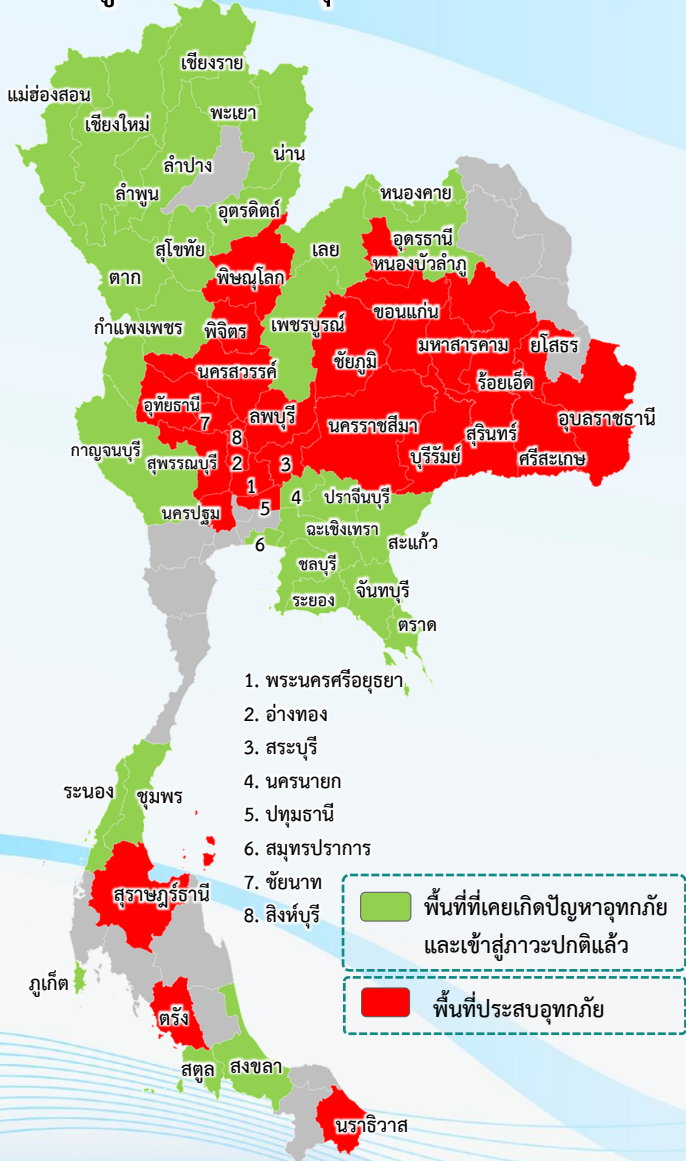 เชียงราย
แม่ฮ่องสอน
พะเยา
เชียงใหม่
น่าน
ลำปาง
ลำพูน
หนองคาย
อุตรดิตถ์
อุดรธานี
สุโขทัย
เลย
หนองบัวลำภู
ตาก
พิษณุโลก
ขอนแก่น
กำแพงเพชร
พิจิตร
เพชรบูรณ์
มหาสารคาม
ยโสธร
ชัยภูมิ
นครสวรรค์
ร้อยเอ็ด
อุทัยธานี
7
ลพบุรี
นครราชสีมา
อุบลราชธานี
สุรินทร์
8
กาญจนบุรี
สุพรรณบุรี
2
3
บุรีรัมย์
ศรีสะเกษ
1
4
ปราจีนบุรี
นครปฐม
5
ฉะเชิงเทรา
6
สระแก้ว
ชลบุรี
จันทบุรี
ระยอง
ตราด
1. พระนครศรีอยุธยา
2. อ่างทอง
3. สระบุรี
4. นครนายก
5. ปทุมธานี
6. สมุทรปราการ
7. ชัยนาท
8. สิงห์บุรี
ระนอง
ชุมพร
สุราษฎร์ธานี
ภูเก็ต
ตรัง
สตูล
สงขลา
นราธิวาส
พื้นที่ที่เคยเกิดปัญหาอุทกภัย
และเข้าสู่ภาวะปกติแล้ว
พื้นที่ประสบอุทกภัย